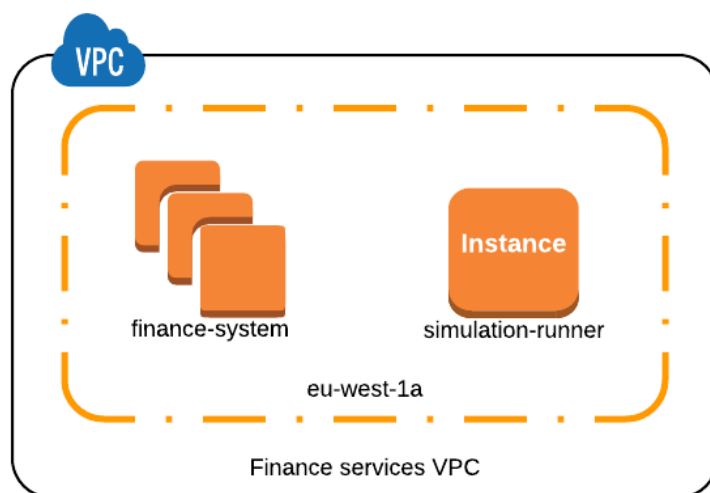 VPC
Instance
finance-system
simulation-runner
eu-west-1a
Finance services VPC